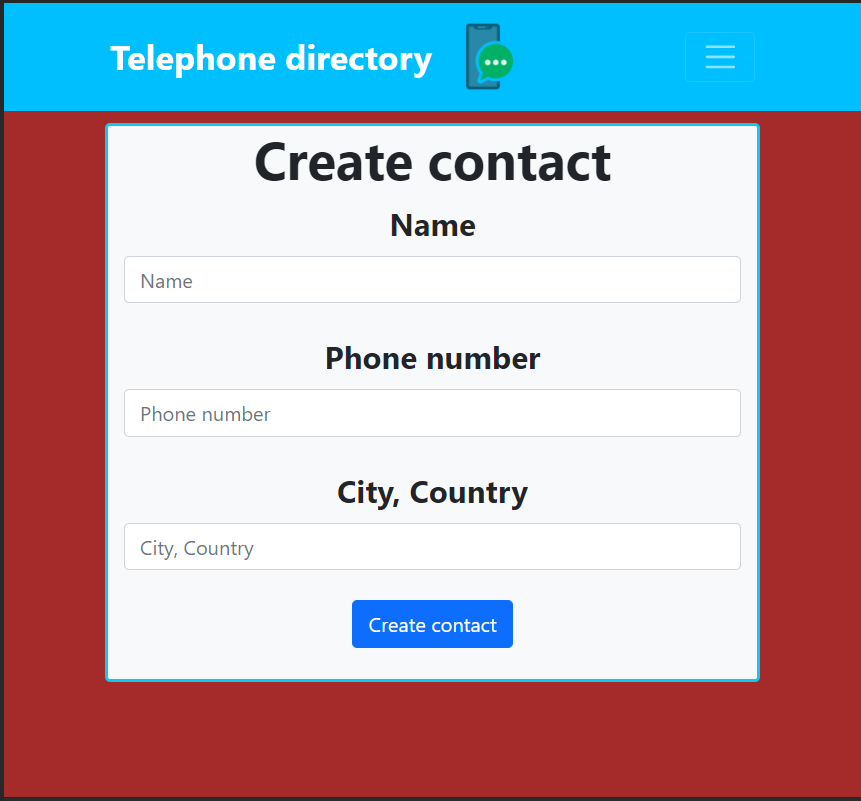 Telephone directory
Create contact
Name
Name
Phone number
Phone number
City, Country
City, Country
Create contact